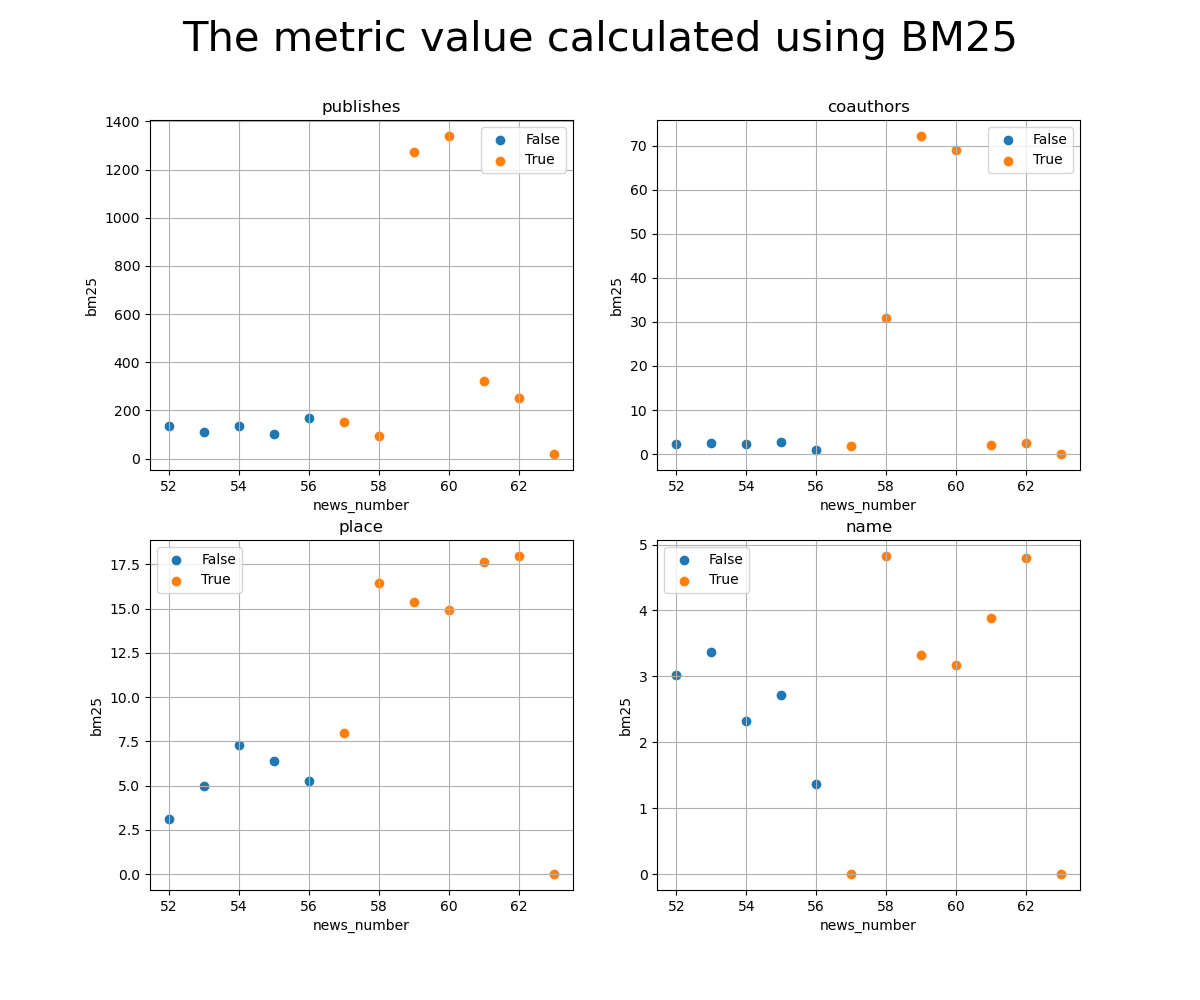 The metric value calculated using BM25
publishes
1400
1200
1000
800
600
400
200
0
bm25
False
True
52 54 56 58 60 62
news_number
coauthors
70
60
50
40
30
20
10
0
bm25
False
True
52 54 56 58 60 62
news_number
place
17.5
15.0
12.5
10.0
7.5
5.0
2.5
0.0
bm25
False
True
52 54 56 58 60 62
news_number
name
5
4
3
2
1
0
bm25
False
True
52 54 56 58 60 62
news_number